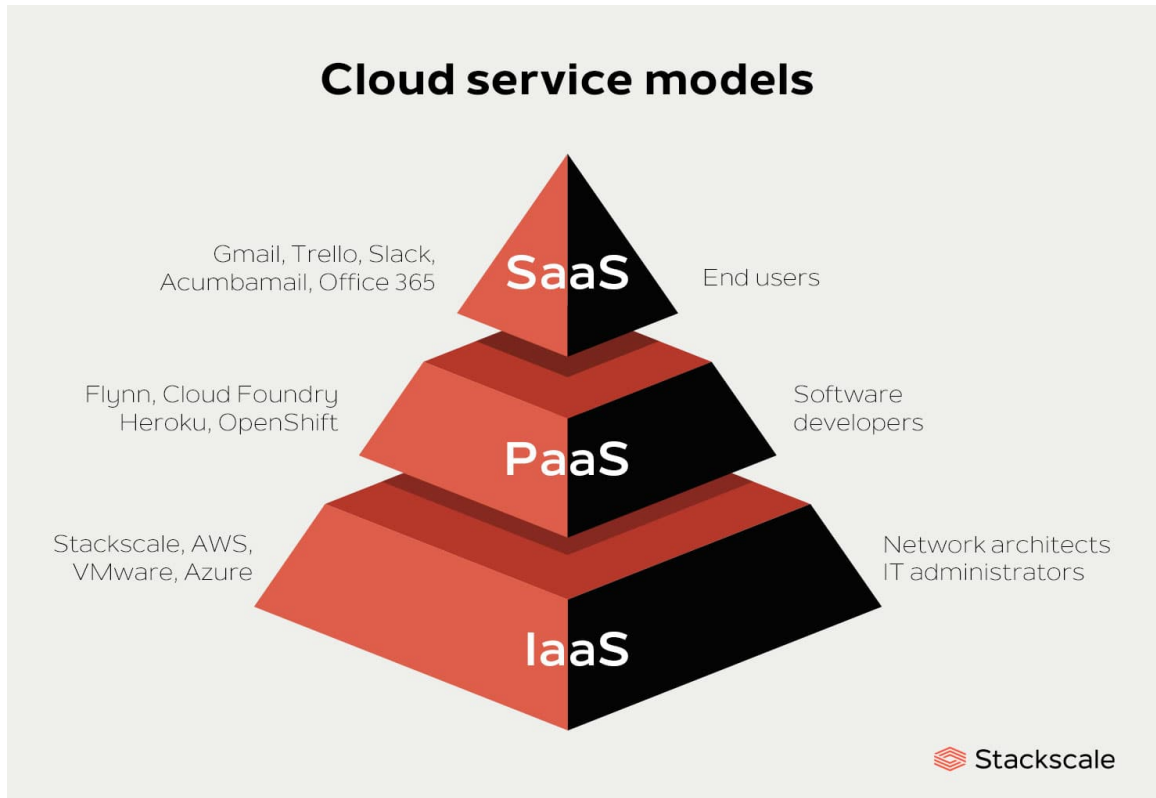 Cloud service models
Gmail, Trello, Slack,
Acumbamail, Office 365
SaaS
End users
Flynn, Cloud Foundry
Heroku, OpenShift
PaaS
Software
developers
Stackscale, AWS,
VMware, Azure
IaaS
Network architects
IT administrators
Stackscale